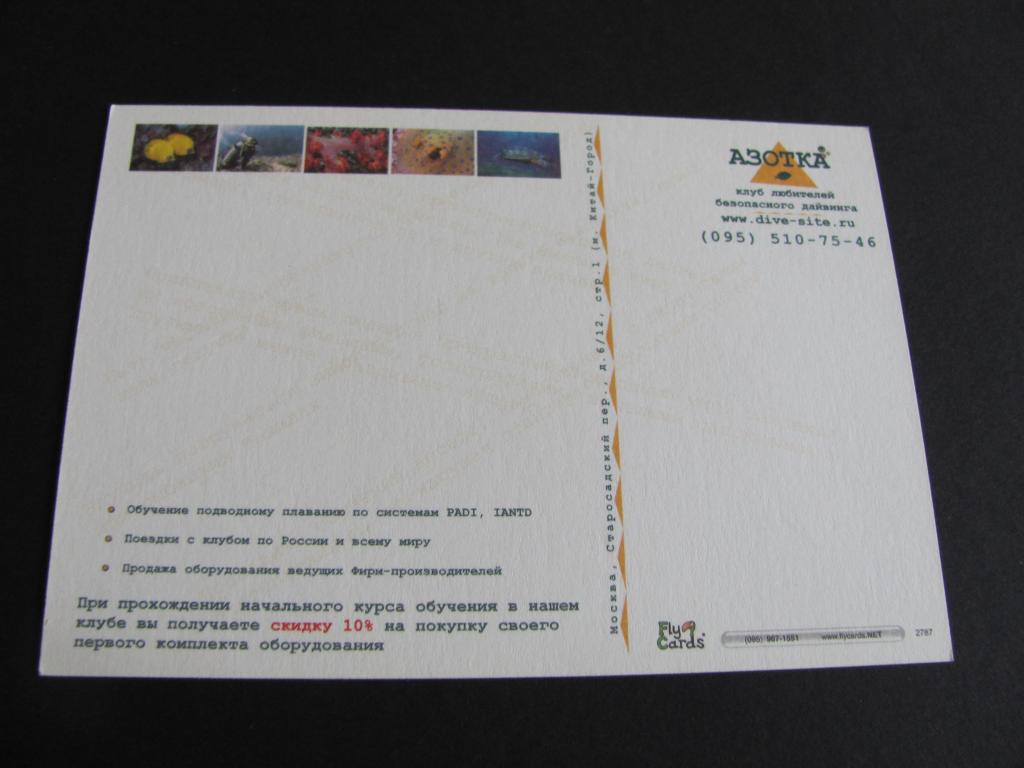 АЗОТКА®
клуб любителей
безопасного дайвинга
www.dive-site.ru
(095) 510-75-46
Москва, Старосадский пер., д.6/12, стр.1 (м. Китай-Город)
Обучение подводному плаванию по системам PADI, IANTD
Поездки с клубом по России и всему миру
Продажа оборудования ведущих Фирм-производителей
При прохождении начального курса обучения в нашем
клубе вы получаете скидку 10% на покупку своего
первого комплекта оборудования
Fly
Cards
(095) 967-1551 www.flycards.NET 2787